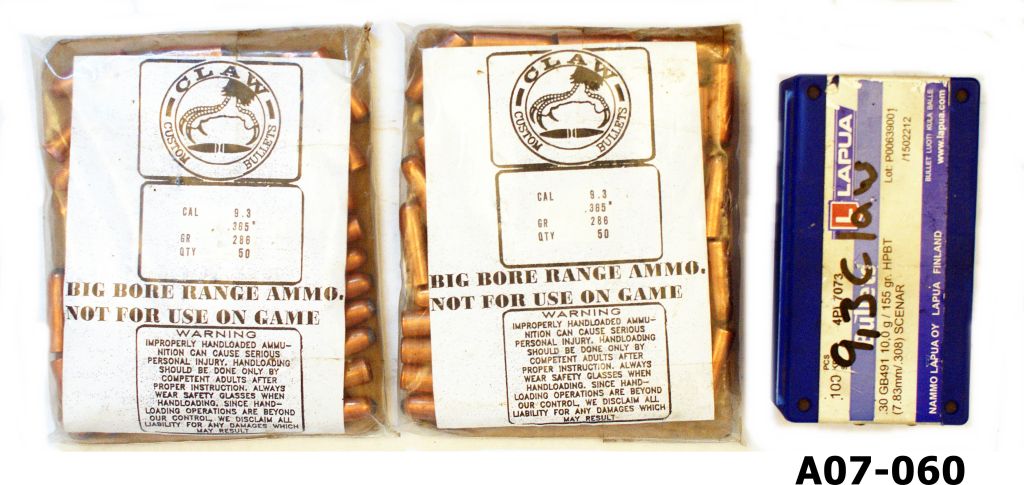 CLAW
CUSTOM BULLETS
CAL 9.3
.365"
GR 286
QTY 50
BIG BORE RANGE AMMO.
NOT FOR USE ON GAME
WARNING
IMPROPERLY HANDLOADED AMMU-
NITION CAN CAUSE SERIOUS
PERSONAL INJURY. HANDLOADING
SHOULD BE DONE ONLY BY
COMPETENT ADULTS AFTER
PROPER INSTRUCTION. ALWAYS
WEAR SAFETY GLASSES WHEN
HANDLOADING. SINCE HAND-
LOADING OPERATIONS ARE BEYOND
OUR CONTROL, WE DISCLAIM ALL
LIABILITY FOR ANY DAMAGES WHICH
MAY RESULT
CLAW
CUSTOM BULLETS
CAL 9.3
.365"
GR 286
QTY 50
BIG BORE RANGE AMMO.
NOT FOR USE ON GAME
WARNING
IMPROPERLY HANDLOADED AMMU-
NITION CAN CAUSE SERIOUS
PERSONAL INJURY. HANDLOADING
SHOULD BE DONE ONLY BY
COMPETENT ADULTS AFTER
PROPER INSTRUCTION. ALWAYS
WEAR SAFETY GLASSES WHEN
HANDLOADING. SINCE HAND-
LOADING OPERATIONS ARE BEYOND
OUR CONTROL, WE DISCLAIM ALL
LIABILITY FOR ANY DAMAGES WHICH
MAY RESULT
PCS
100
4PL7073
9,3 Claw
L LAPUA
.30 GB491 10,0 g / 155 gr. HPBT
(7.83mm/.308) SCENAR
Lot: P00639001
/1502212
NAMMO LAPUA OY LAPUA FINLAND
BULLET LUOTI KULA BALLE
www.lapua.com
A07-060